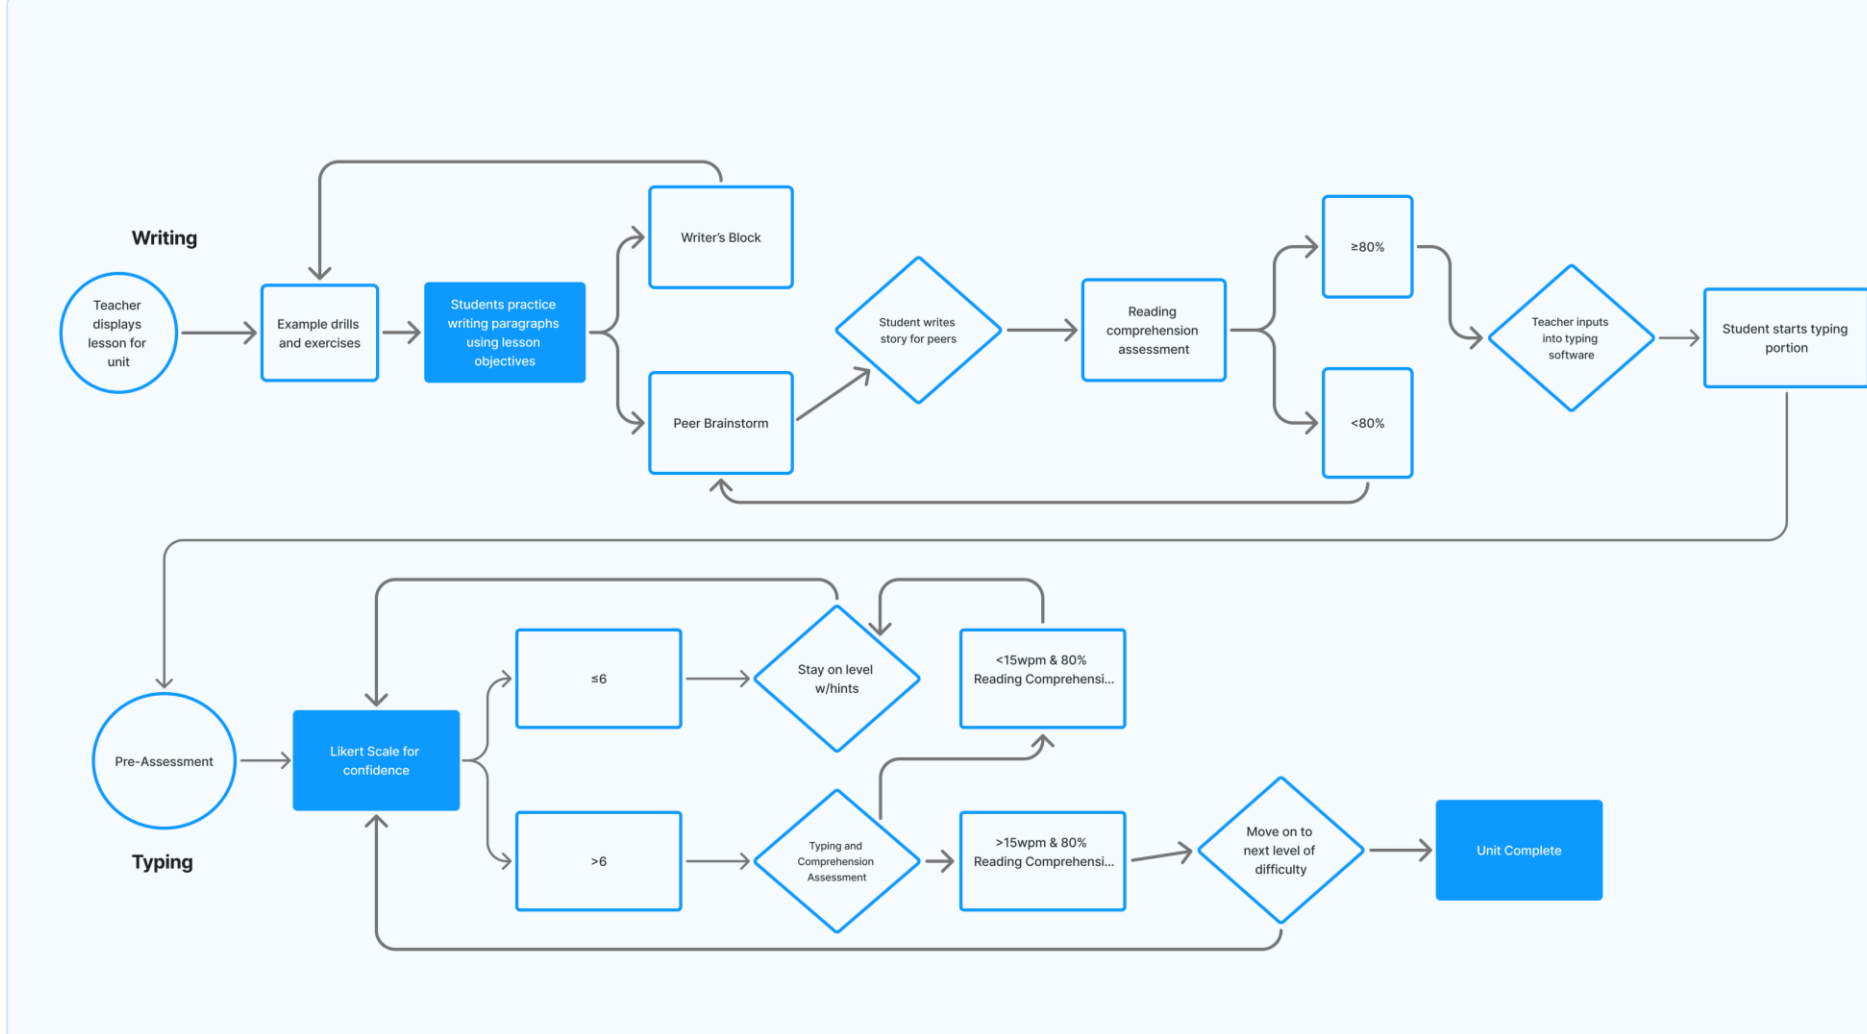 Writing
Teacher
displays
lesson for
unit
Example drills
and exercises
Students practice
writing paragraphs
using lesson
objectives
Writer's Block
Peer Brainstorm
Student writes
story for peers
Reading
comprehension
assessment
≥80%
<80%
Teacher inputs
into typing
software
Student starts typing
portion
Pre-Assessment
Typing
Likert Scale for
confidence
≤6
>6
Stay on level
w/hints
Typing and
Comprehension
Assessment
<15wpm & 80%
Reading Comprehensi...
>15wpm & 80%
Reading Comprehensi...
Move on to
next level of
difficulty
Unit Complete